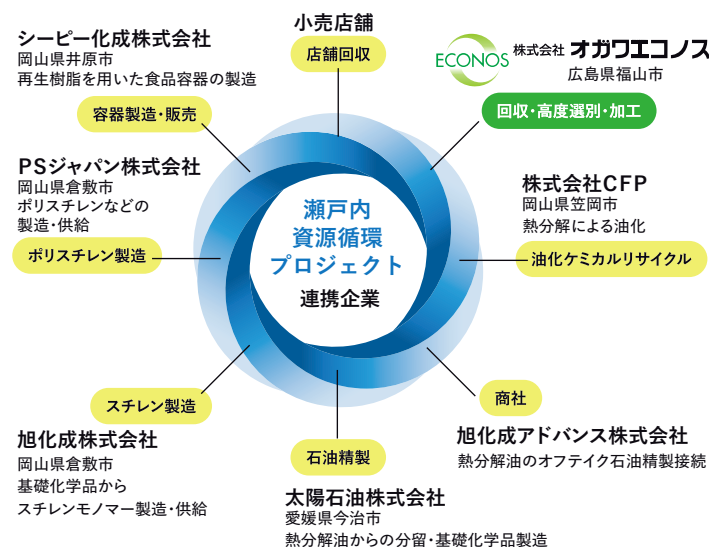 小売店舗
店舗回収
ECONOS 株式会社 オガワエコノス
広島県福山市
回収・高度選別・加工
株式会社CFP
岡山県笠岡市
熱分解による油化
油化ケミカルリサイクル
商社
旭化成アドバンス株式会社
熱分解油のオフテイク石油精製接続
石油精製
太陽石油株式会社
愛媛県今治市
熱分解油からの分留・基礎化学品製造
スチレン製造
旭化成株式会社
岡山県倉敷市
基礎化学品から
スチレンモノマー製造・供給
PSジャパン株式会社
岡山県倉敷市
ポリスチレンなどの
製造・供給
ポリスチレン製造
シーピー化成株式会社
岡山県井原市
再生樹脂を用いた食品容器の製造
容器製造・販売
瀬戸内
資源循環
プロジェクト
連携企業